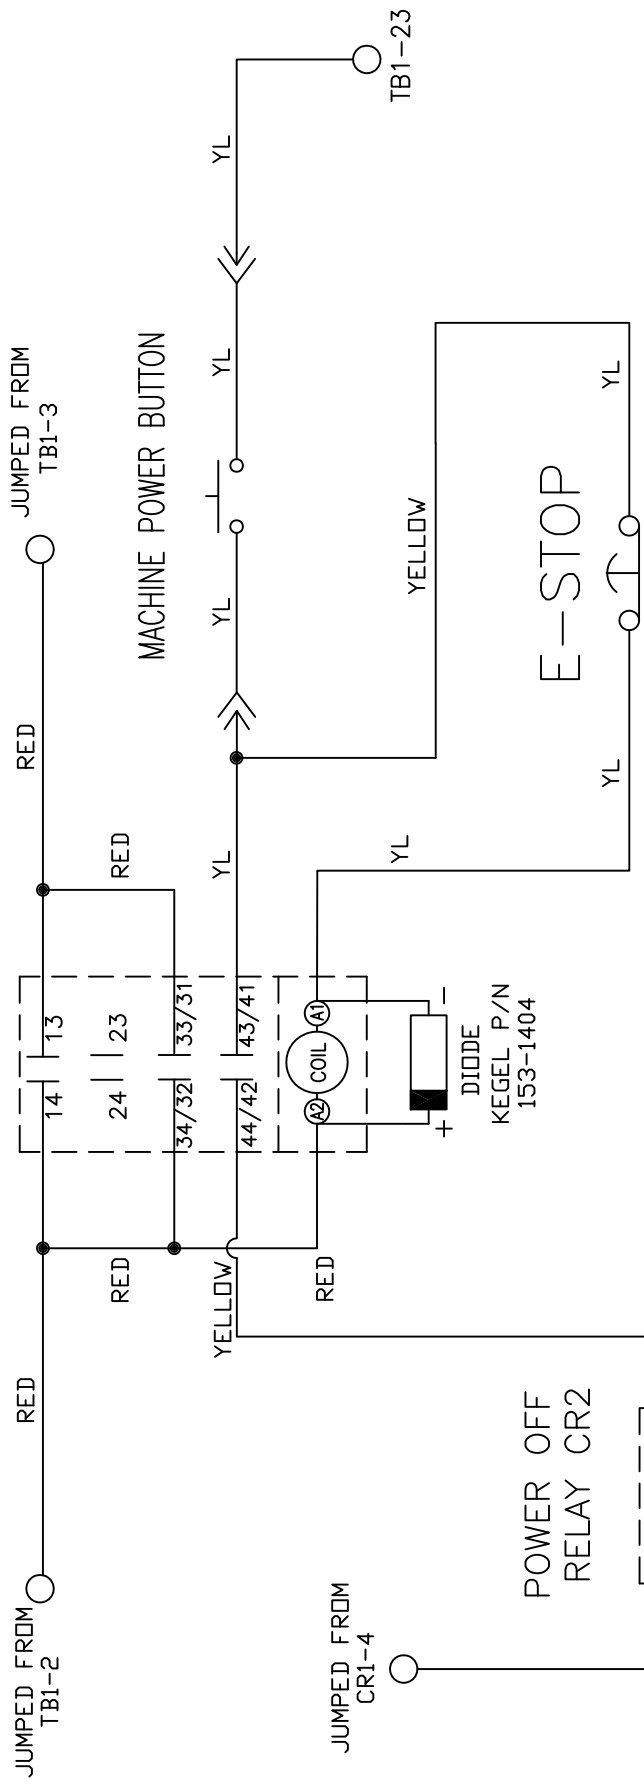 JUMPED FROM
TB1-2
RED
RED
JUMPED FROM
TB1-3
14
13
RED
RED
24
23
34/32
33/31
MACHINE POWER BUTTON
YELLOW
44/42
43/41
YL
YL
YL
YL
TB1-23
RED
A2
COIL
A1
YL
YELLOW
+
-
DIODE
KEGEL P/N
153-1404
JUMPED FROM
CR1-4
POWER OFF
RELAY CR2
E-STOP
YL
YL